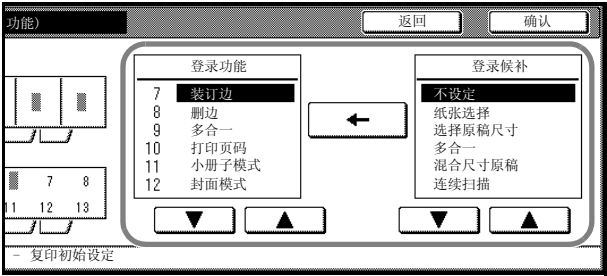 功能)
返回
确认
登录功能
7 装订边
8 删边
9 多合一
10 打印页码
11 小册子模式
12 封面模式
登录候补
不设定
纸张选择
选择原稿尺寸
多合一
混合尺寸原稿
连续扫描
7 8
11 12 13
- 复印初始设定